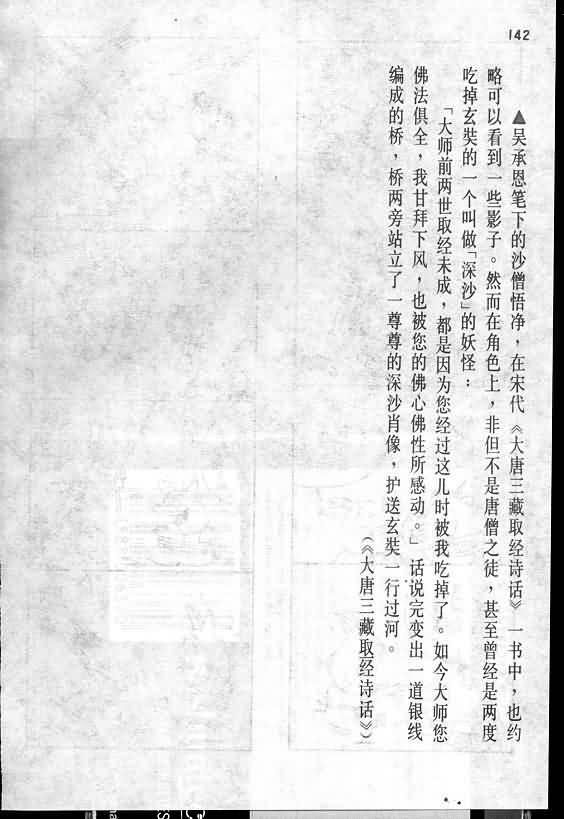 142
▲吴承恩笔下的沙僧悟净，在宋代《大唐三藏取经诗话》一书中，也约
略可以看到一些影子。然而在角色上，非但不是唐僧之徒，甚至曾经是两度
吃掉玄奘的一个叫做「深沙」的妖怪：
「大师前两世取经未成，都是因为您经过这儿时被我吃掉了。如今大师您
佛法俱全，我甘拜下风，也被您的佛心佛性所感动。」话说完变出一道银线
编成的桥，桥两旁站立了一尊尊的深沙肖像，护送玄奘一行过河。
（《大唐三藏取经诗话》）